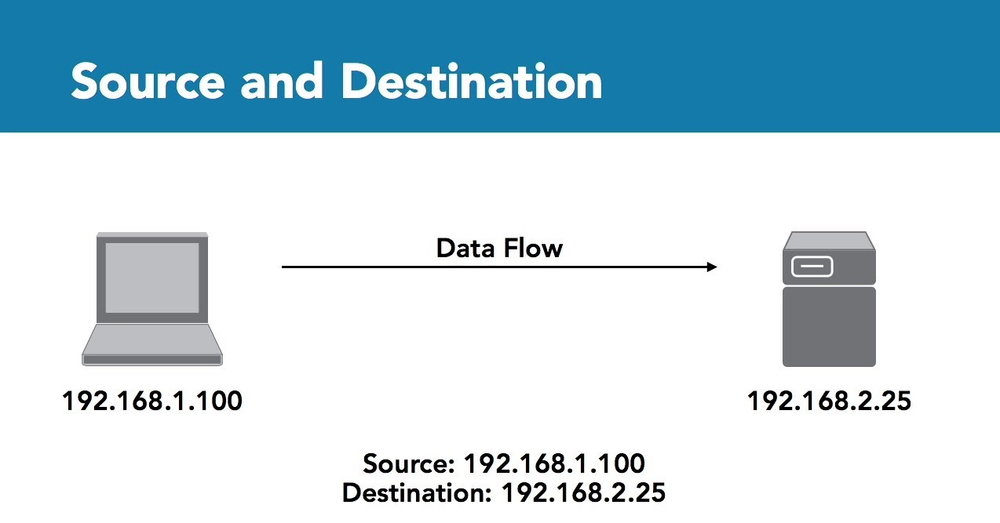 Source and Destination
Data Flow
192.168.1.100
192.168.2.25
Source: 192.168.1.100
Destination: 192.168.2.25